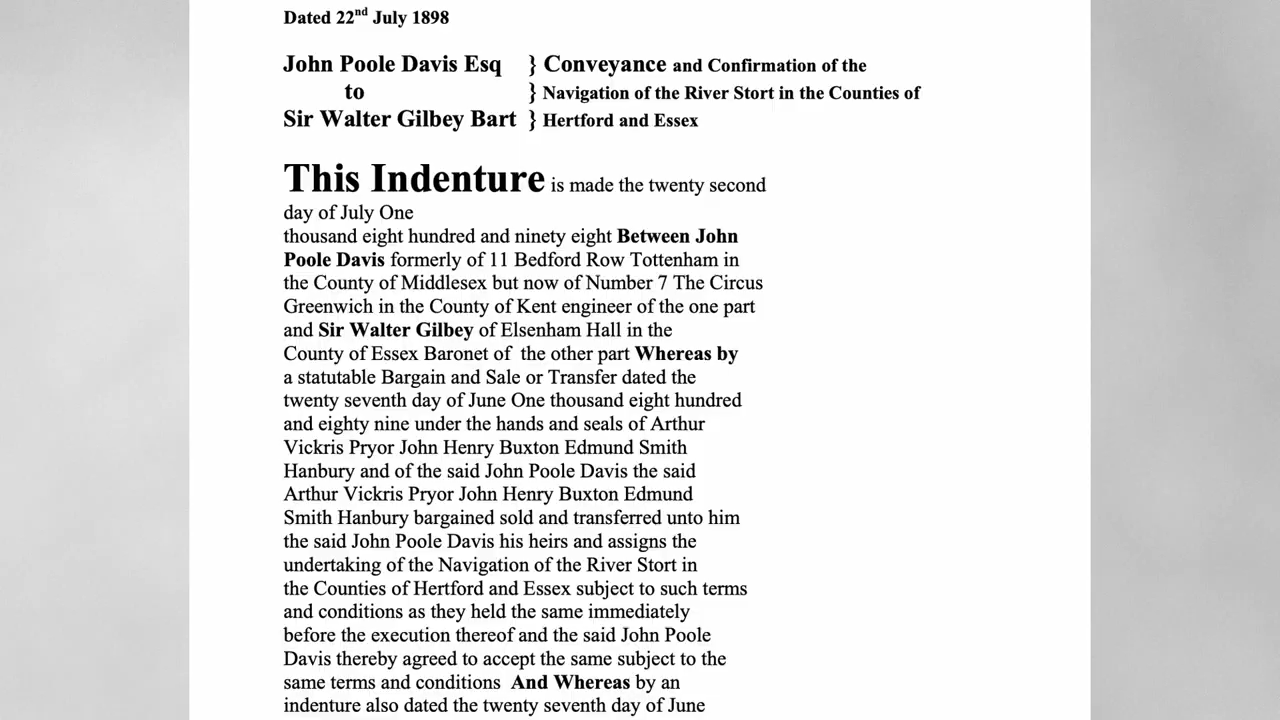 Dated 22nd July 1898
John Poole Davis Esq } Conveyance and Confirmation of the
to } Navigation of the River Stort in the Counties of
Sir Walter Gilbey Bart } Hertford and Essex
This Indenture is made the twenty second
day of July One
thousand eight hundred and ninety eight Between John
Poole Davis formerly of 11 Bedford Row Tottenham in
the County of Middlesex but now of Number 7 The Circus
Greenwich in the County of Kent engineer of the one part
and Sir Walter Gilbey of Elsenham Hall in the
County of Essex Baronet of the other part Whereas by
a statutable Bargain and Sale or Transfer dated the
twenty seventh day of June One thousand eight hundred
and eighty nine under the hands and seals of Arthur
Vickris Pryor John Henry Buxton Edmund Smith
Hanbury and of the said John Poole Davis the said
Arthur Vickris Pryor John Henry Buxton Edmund
Smith Hanbury bargained sold and transferred unto him
the said John Poole Davis his heirs and assigns the
undertaking of the Navigation of the River Stort in
the Counties of Hertford and Essex subject to such terms
and conditions as they held the same immediately
before the execution thereof and the said John Poole
Davis thereby agreed to accept the same subject to the
same terms and conditions And Whereas by an
indenture also dated the twenty seventh day of June